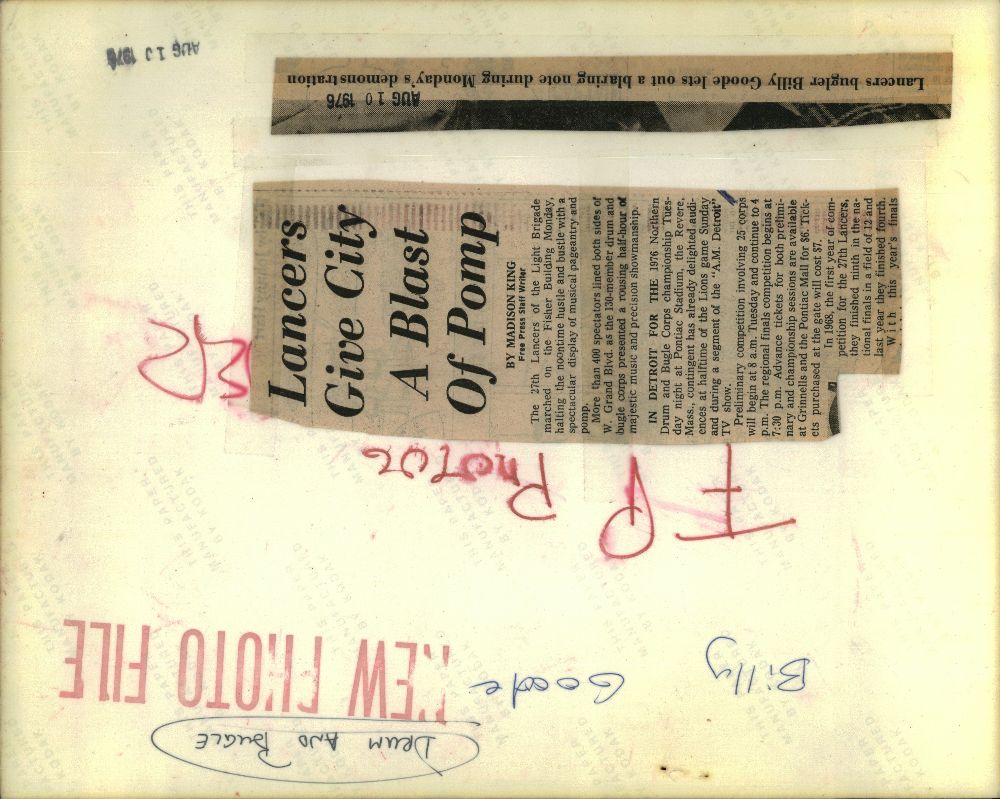 AUG 10 1976
Lancers bugler Billy Goode lets out a blaring note during Monday's demonstration
AUG 10 1976
Lancers
Give City
A Blast
Of Pomp
BY MADISON KING
Free Press Staff Writer
The 27th Lancers of the Light Brigade
marched on the Fisher Building Monday,
halting the noontime hustle and bustle with a
spectacular display of musical pageantry and
pomp.
More than 400 spectators lined both sides of
W. Grand Blvd. as the 130-member drum and
bugle corps presented a rousing half-hour of
majestic music and precision showmanship.
IN DETROIT FOR THE 1976 Northern
Drum and Bugle Corps championship Tues-
day night at Pontiac Stadium, the Revere,
Mass., contingent has already delighted audi-
ences at halftime of the Lions game Sunday
and during a segment of the "A.M. Detroit"
TV show.
Preliminary competition involving 25 corps
will begin at 8 a.m. Tuesday and continue to 4
p.m. The regional finals competition begins at
7:30 p.m. Advance tickets for both prelimi-
nary and championship sessions are available
at Grinnells and the Pontiac Mall for $6. Tick-
ets purchased at the gate will cost $7.
In 1968, the first year of com-
petition for the 27th Lancers,
they finished ninth in the na-
tional finals in a field of 12 and
last year they finished fourth.
With this year's finals
FP Photos
Billy Goode
NEW PHOTO FILE
DRUM AND BUGLE